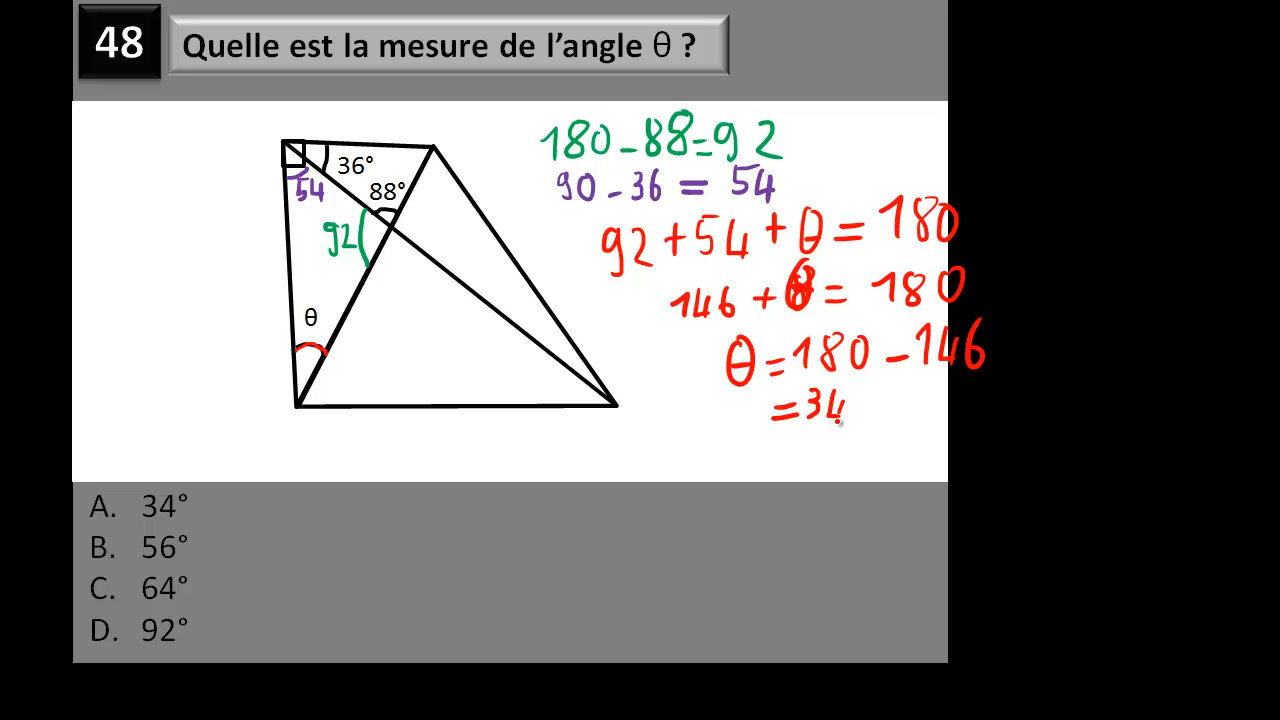 48
Quelle est la mesure de l'angle θ ?
180 - 88 = 92
90 - 36 = 54
36°
88°
54
92
θ
92 + 54 + θ = 180
146 + θ = 180
θ = 180 - 146
= 34
A. 34°
B. 56°
C. 64°
D. 92°